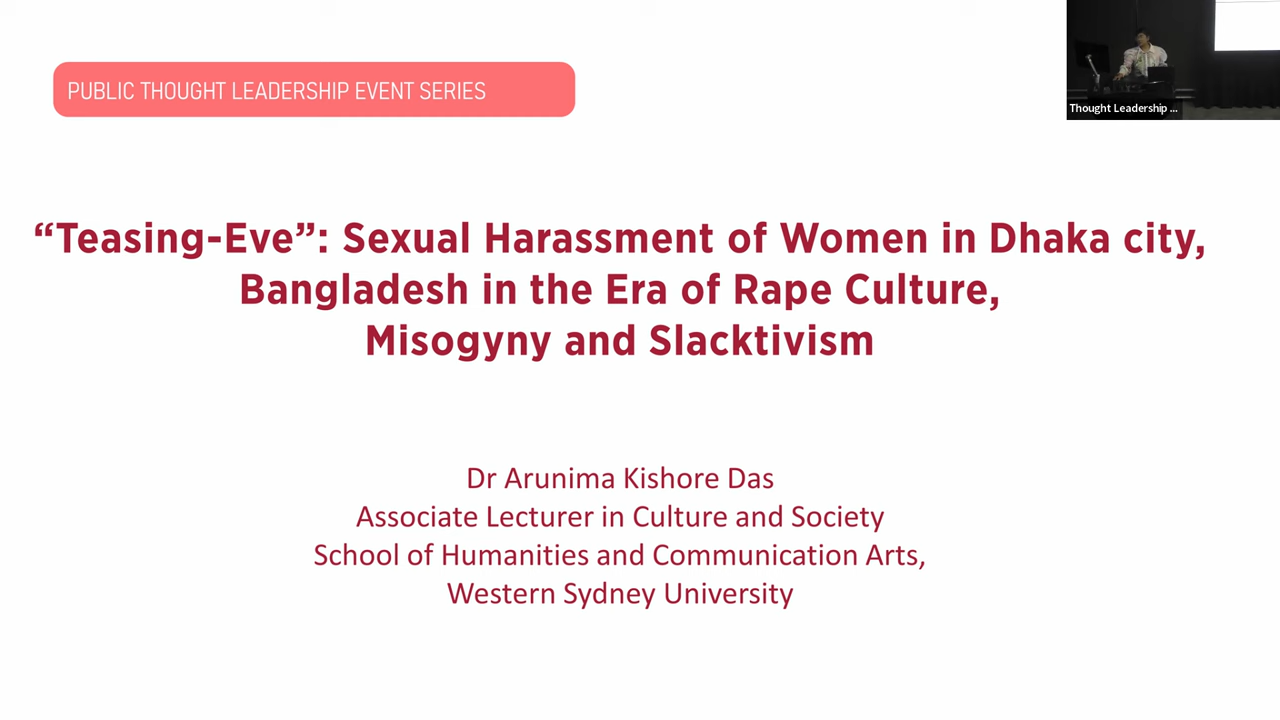 PUBLIC THOUGHT LEADERSHIP EVENT SERIES
Thought Leadership ...
“Teasing-Eve”: Sexual Harassment of Women in Dhaka city,
Bangladesh in the Era of Rape Culture,
Misogyny and Slacktivism
Dr Arunima Kishore Das
Associate Lecturer in Culture and Society
School of Humanities and Communication Arts,
Western Sydney University